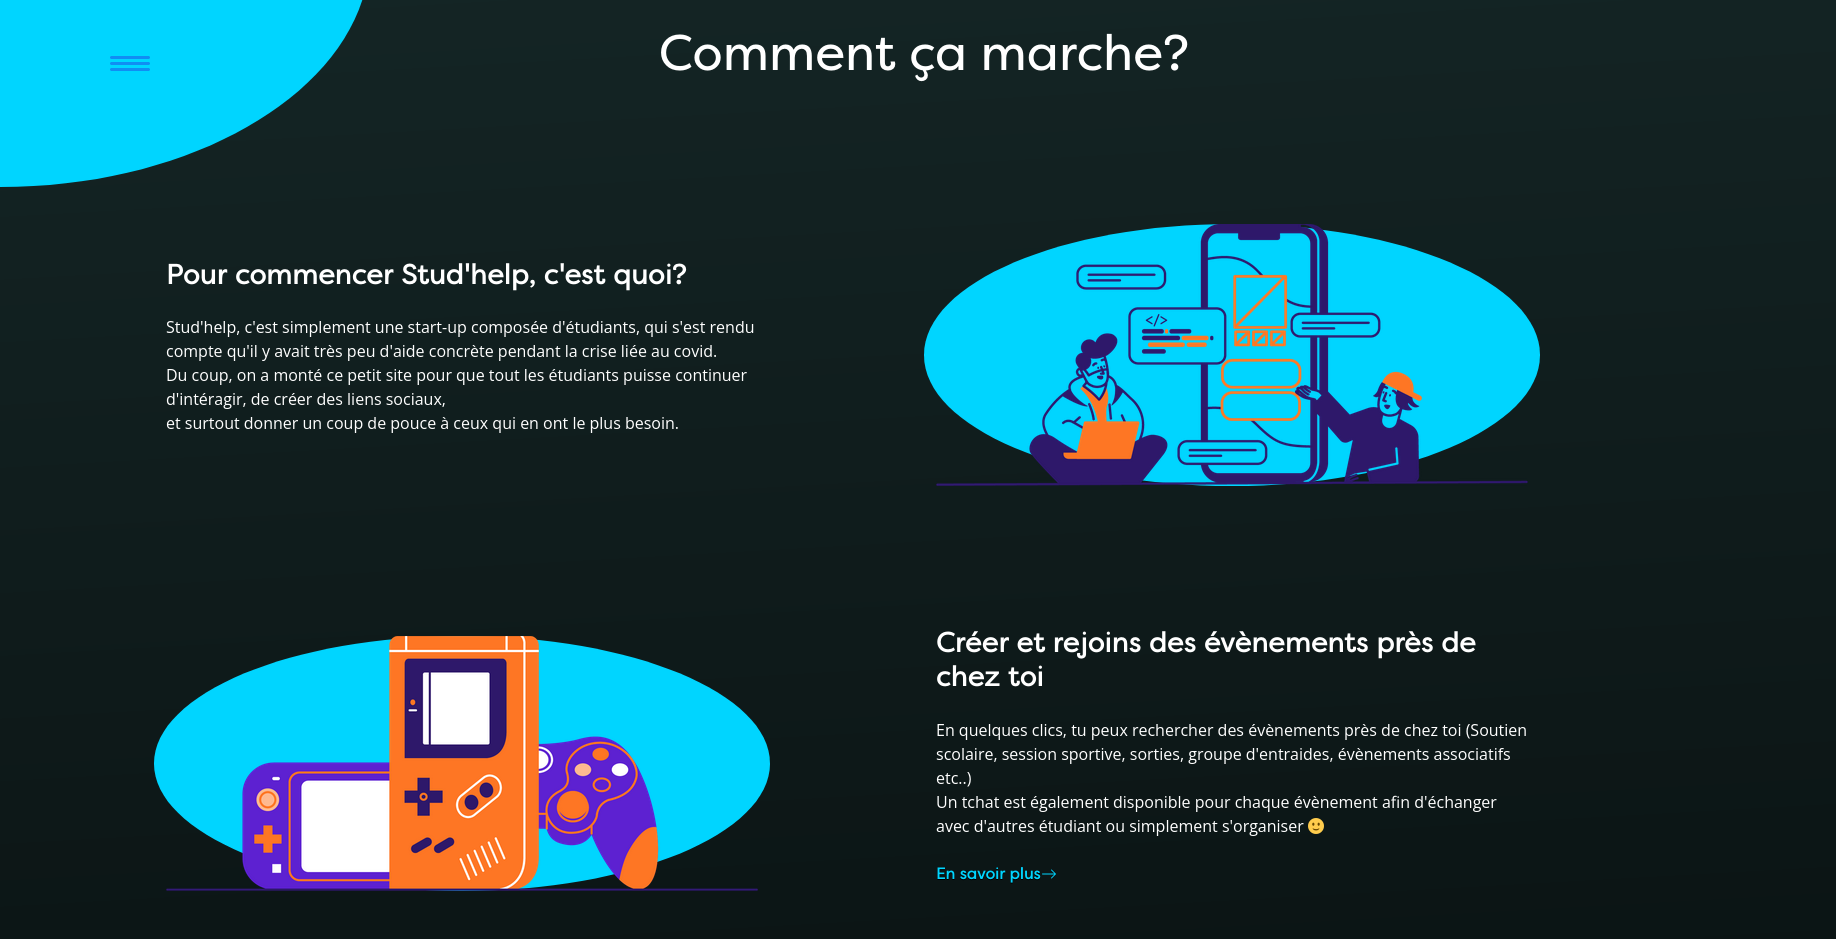 Comment ça marche?
Pour commencer Stud'help, c'est quoi?
Stud'help, c'est simplement une start-up composée d'étudiants, qui s'est rendu
compte qu'il y avait très peu d'aide concrète pendant la crise liée au covid.
Du coup, on a monté ce petit site pour que tout les étudiants puisse continuer
d'intéragir, de créer des liens sociaux,
et surtout donner un coup de pouce à ceux qui en ont le plus besoin.
</>
Créer et rejoins des évènements près de
chez toi
En quelques clics, tu peux rechercher des évènements près de chez toi (Soutien
scolaire, session sportive, sorties, groupe d'entraides, évènements associatifs
etc..)
Un tchat est également disponible pour chaque évènement afin d'échanger
avec d'autres étudiant ou simplement s'organiser 🙂
En savoir plus→